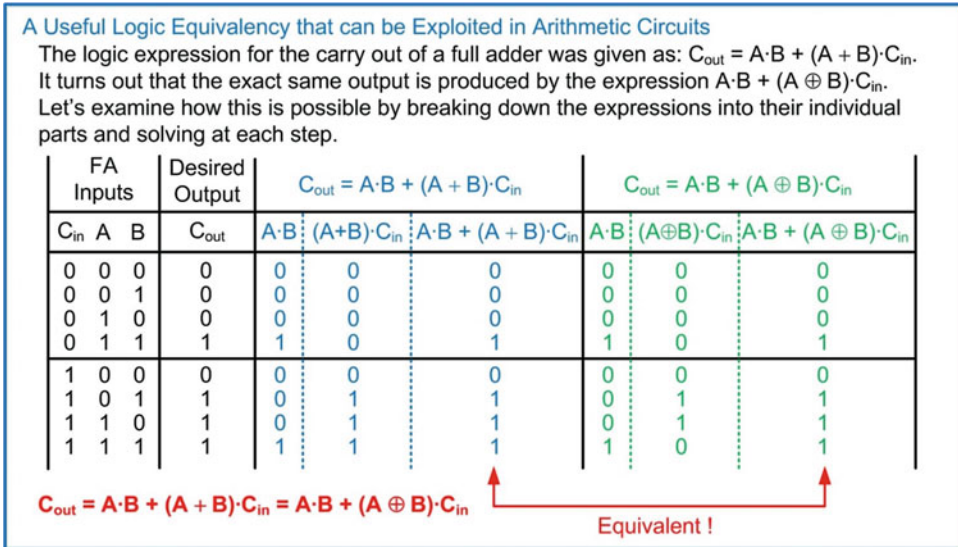 A Useful Logic Equivalency that can be Exploited in Arithmetic Circuits
The logic expression for the carry out of a full adder was given as: Cout = A·B + (A + B)·Cin.
It turns out that the exact same output is produced by the expression A·B + (A ⊕ B)·Cin.
Let's examine how this is possible by breaking down the expressions into their individual
parts and solving at each step.
FA Inputs Desired Output Cout = A·B + (A + B)·Cin Cout = A·B + (A ⊕ B)·Cin
Cin A B Cout A·B (A+B)·Cin A·B + (A + B)·Cin A·B (A⊕B)·Cin A·B + (A ⊕ B)·Cin
0 0 0 0 0 0 0 0 0 0
0 0 1 0 0 0 0 0 0 0
0 1 0 0 0 0 0 0 0 0
0 1 1 1 1 0 1 1 0 1
1 0 0 0 0 0 0 0 0 0
1 0 1 1 0 1 1 0 1 1
1 1 0 1 0 1 1 0 1 1
1 1 1 1 1 1 1 1 0 1
Cout = A·B + (A + B)·Cin = A·B + (A ⊕ B)·Cin
Equivalent !